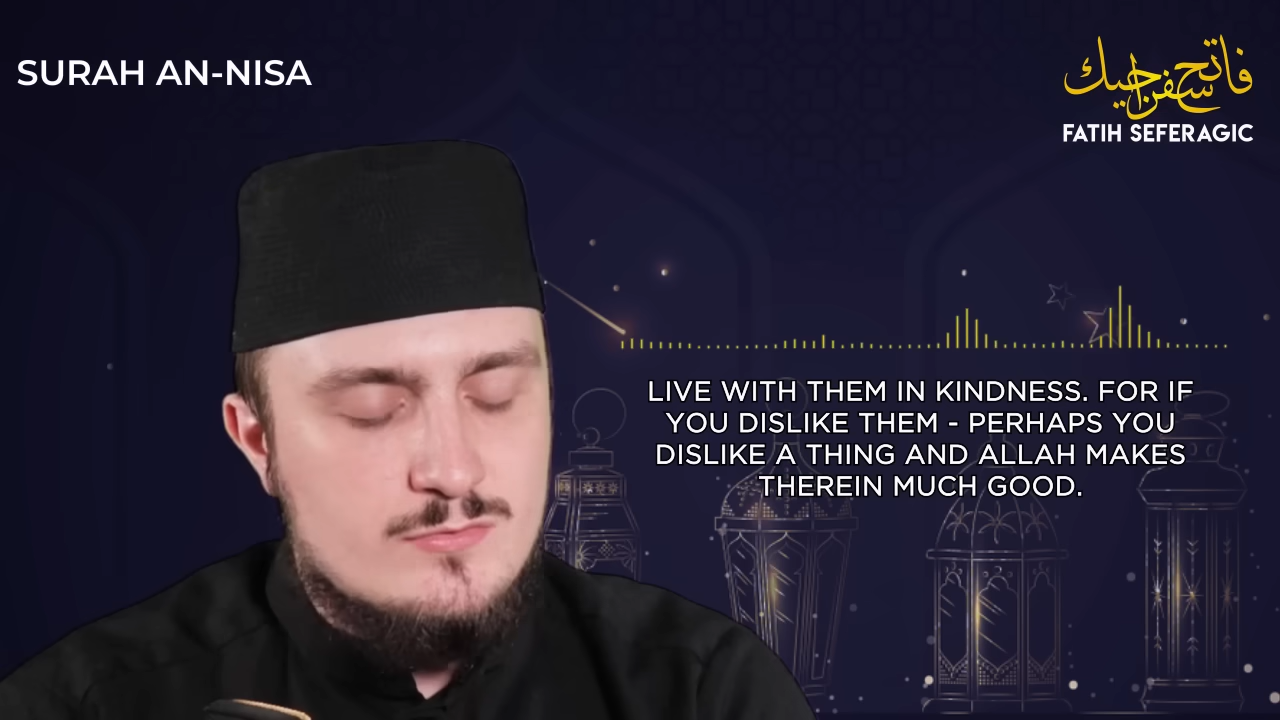 SURAH AN-NISA
فاتح سفراجيك
FATIH SEFERAGIC
LIVE WITH THEM IN KINDNESS. FOR IF
YOU DISLIKE THEM - PERHAPS YOU
DISLIKE A THING AND ALLAH MAKES
THEREIN MUCH GOOD.